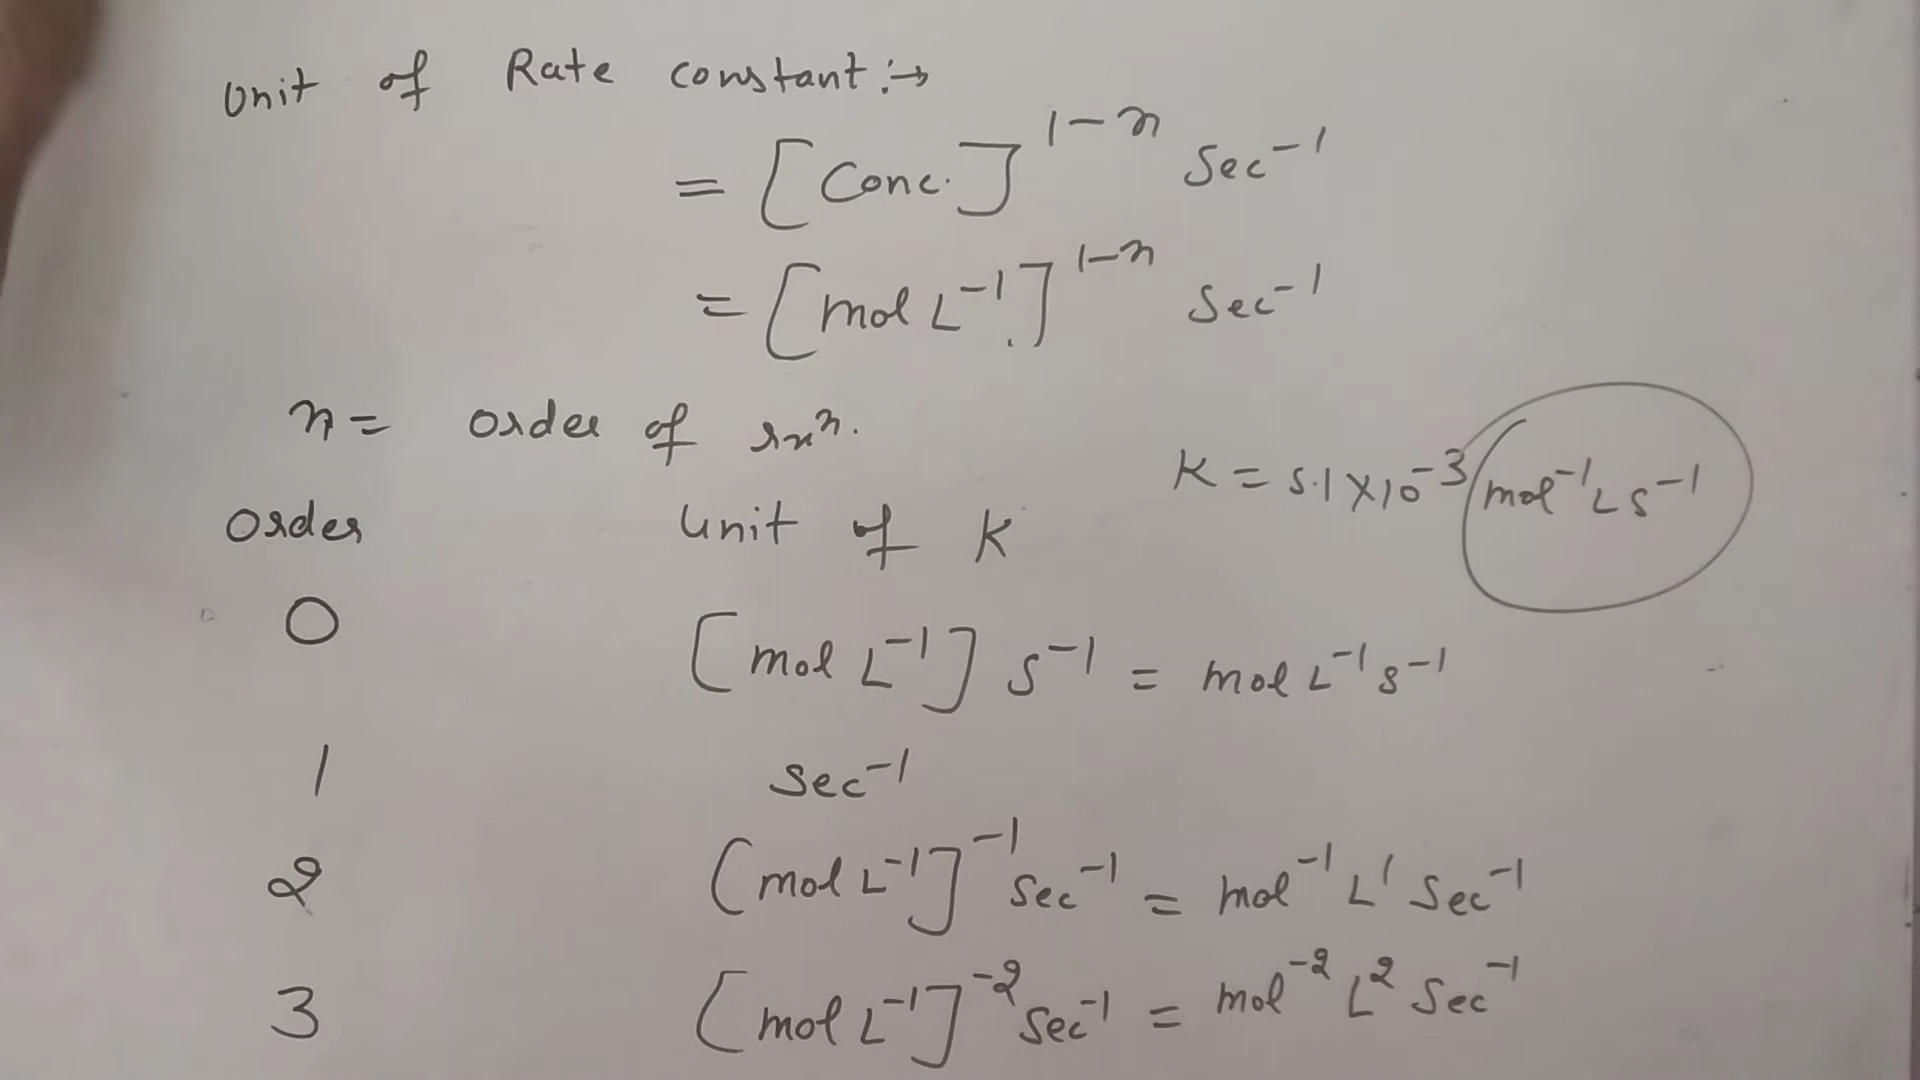 Unit of Rate constant :→
= [Conc.]^1-n Sec^-1
= [mol L^-1]^1-n Sec^-1
n = order of rxn.
K = 5.1 × 10^-3 mol^-1 L s^-1
Order Unit of K
0 [mol L^-1] s^-1 = mol L^-1 s^-1
1 Sec^-1
2 [mol L^-1]^-1 Sec^-1 = mol^-1 L^1 Sec^-1
3 [mol L^-1]^-2 Sec^-1 = mol^-2 L^2 Sec^-1